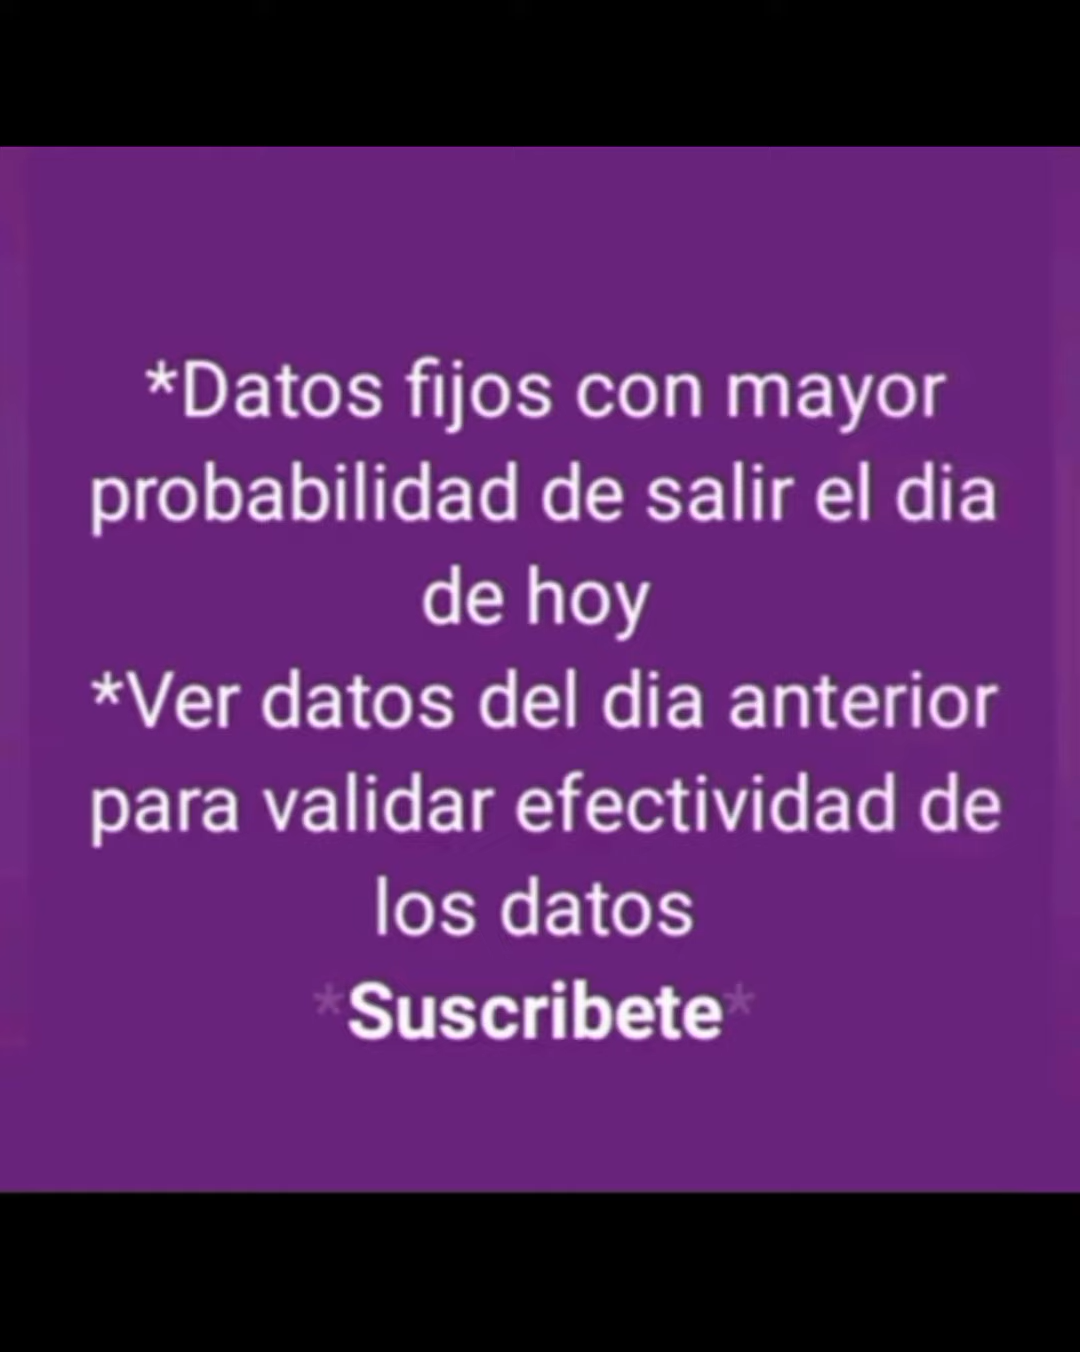 *Datos fijos con mayor
probabilidad de salir el dia
de hoy
*Ver datos del dia anterior
para validar efectividad de
los datos
*Suscribete*